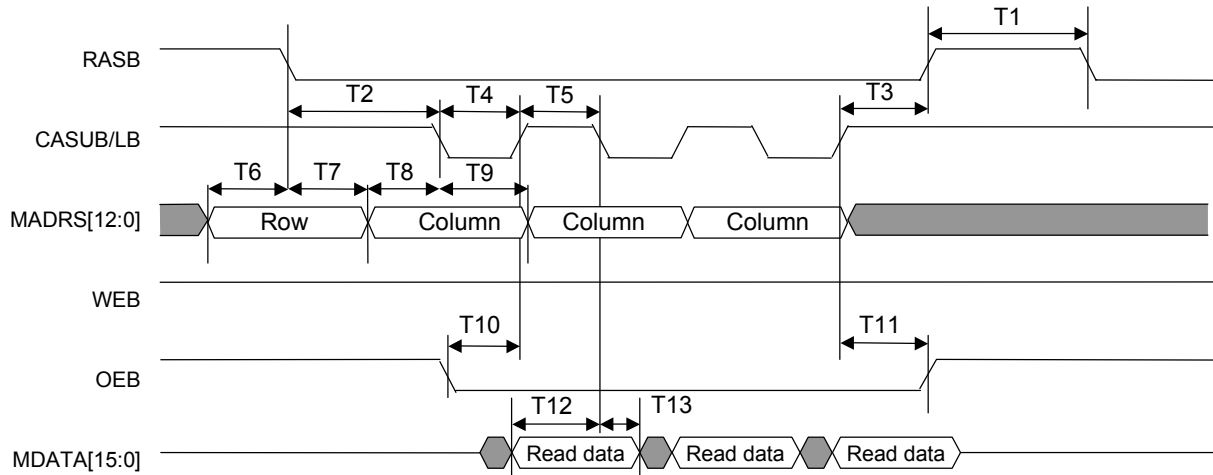 T1
RASB
T2 T4 T5 T3
CASUB/LB
T6 T7 T8 T9
MADRS[12:0] Row Column Column Column
WEB
T10 T11
OEB
T12 T13
MDATA[15:0] Read data Read data Read data